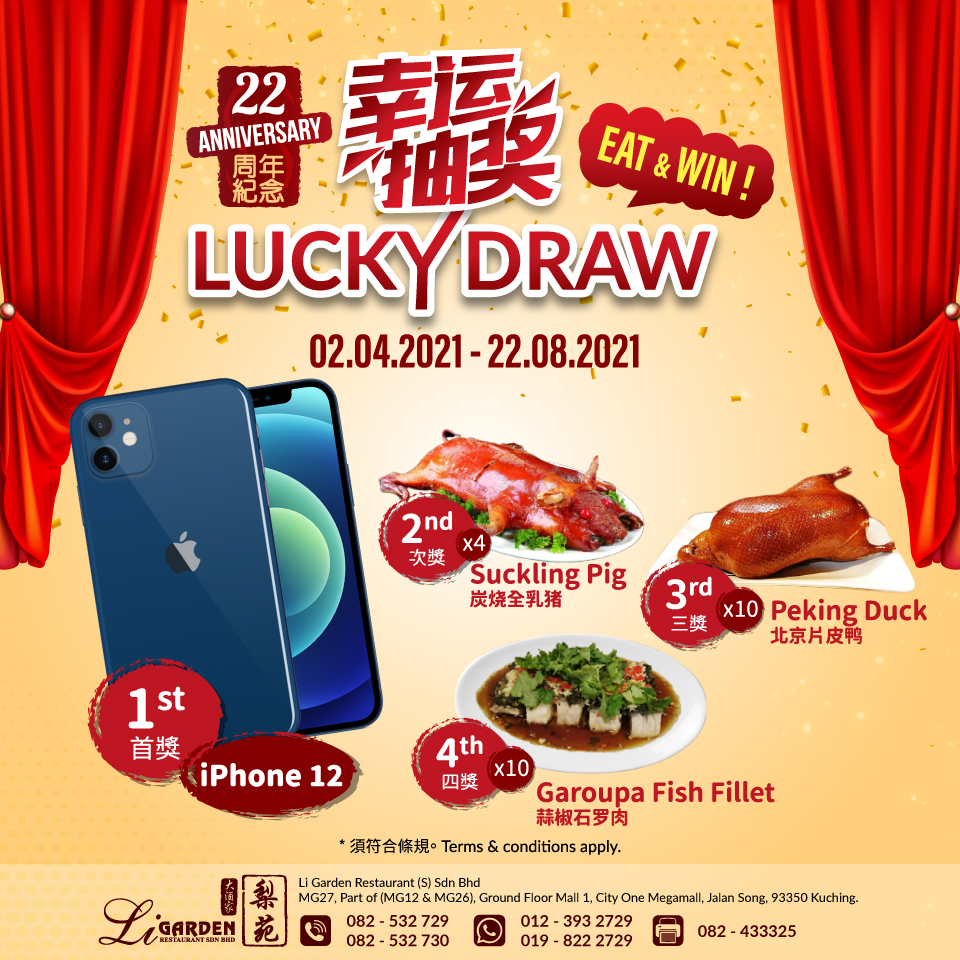 22
ANNIVERSARY
周年
紀念
幸运
抽奖
EAT & WIN !
LUCKY DRAW
02.04.2021 - 22.08.2021
2nd
次獎
x4
Suckling Pig
炭烧全乳猪
3rd
三獎
x10
Peking Duck
北京片皮鸭
1st
首獎
iPhone 12
4th
四獎
x10
Garoupa Fish Fillet
蒜椒石罗肉
* 須符合條規。Terms & conditions apply.
Li GARDEN
RESTAURANT SDN BHD
大酒家
梨苑
Li Garden Restaurant (S) Sdn Bhd
MG27, Part of (MG12 & MG26), Ground Floor Mall 1, City One Megamall, Jalan Song, 93350 Kuching.
082 - 532 729
082 - 532 730
012 - 393 2729
019 - 822 2729
082 - 433325